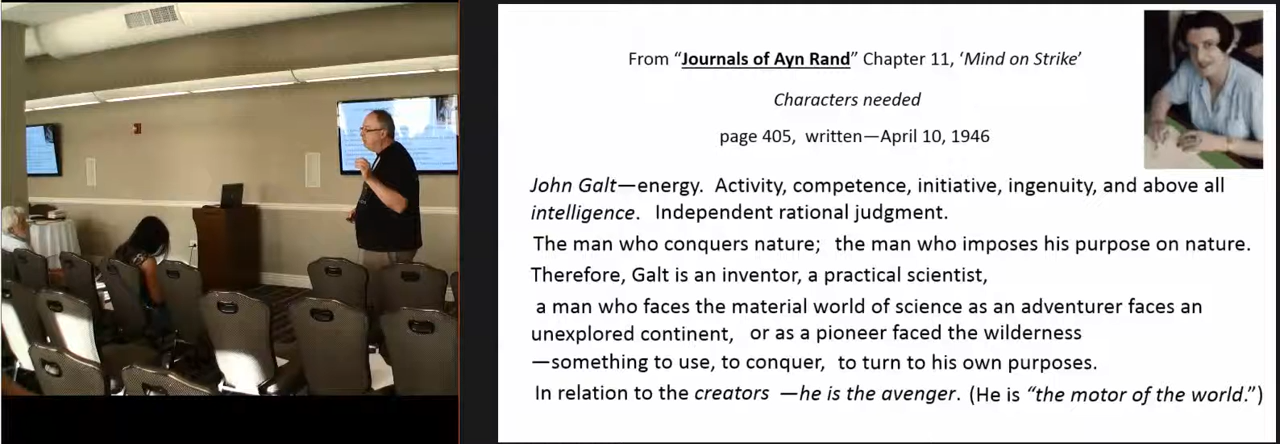 From “Journals of Ayn Rand” Chapter 11, ‘Mind on Strike’
Characters needed
page 405, written—April 10, 1946
John Galt—energy. Activity, competence, initiative, ingenuity, and above all
intelligence. Independent rational judgment.
The man who conquers nature; the man who imposes his purpose on nature.
Therefore, Galt is an inventor, a practical scientist,
a man who faces the material world of science as an adventurer faces an
unexplored continent, or as a pioneer faced the wilderness
—something to use, to conquer, to turn to his own purposes.
In relation to the creators —he is the avenger. (He is “the motor of the world.”)